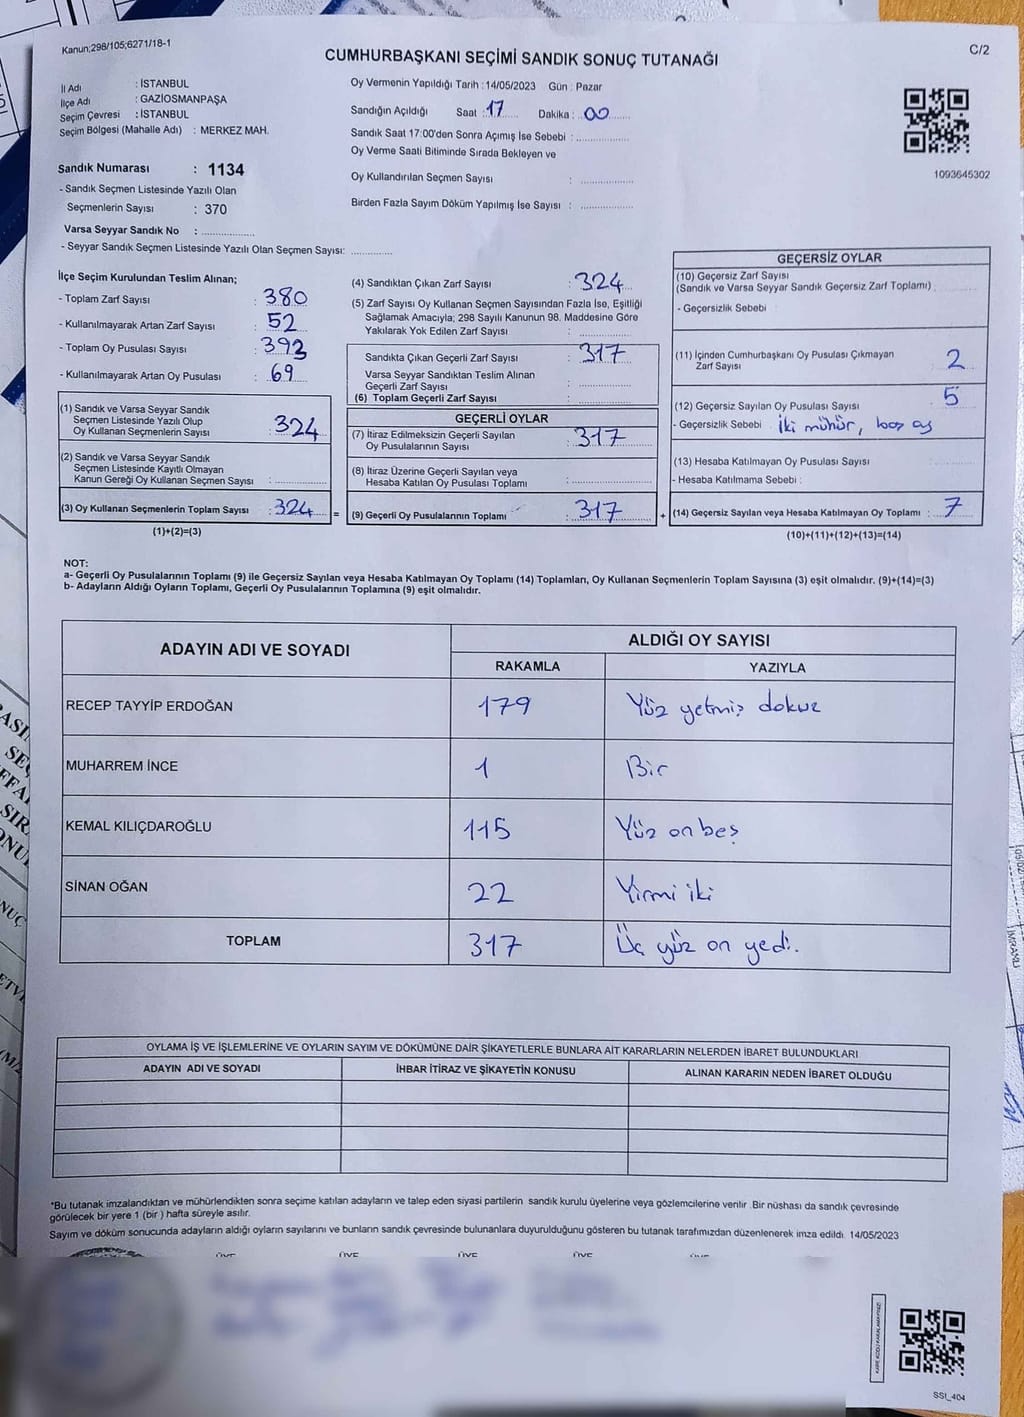 Kanun;298/105;6271/18-1
C/2
CUMHURBAŞKANI SEÇİMİ SANDIK SONUÇ TUTANAĞI
İl Adı : İSTANBUL
İlçe Adı : GAZİOSMANPAŞA
Seçim Çevresi : İSTANBUL
Seçim Bölgesi (Mahalle Adı) : MERKEZ MAH.
Oy Vermenin Yapıldığı Tarih : 14/05/2023 Gün : Pazar
Sandığın Açıldığı Saat : 17 Dakika : 00
Sandık Saat 17:00'den Sonra Açımış İse Sebebi :
Oy Verme Saati Bitiminde Sırada Bekleyen ve
Oy Kullandırılan Seçmen Sayısı :
Birden Fazla Sayım Döküm Yapılmış İse Sayısı :
1093645302
Sandık Numarası : 1134
- Sandık Seçmen Listesinde Yazılı Olan
Seçmenlerin Sayısı : 370
Varsa Seyyar Sandık No :
- Seyyar Sandık Seçmen Listesinde Yazılı Olan Seçmen Sayısı:
İlçe Seçim Kurulundan Teslim Alınan;
- Toplam Zarf Sayısı : 380
- Kullanılmayarak Artan Zarf Sayısı : 52
- Toplam Oy Pusulası Sayısı : 393
- Kullanılmayarak Artan Oy Pusulası : 69
(1) Sandık ve Varsa Seyyar Sandık
Seçmen Listesinde Yazılı Olup
Oy Kullanan Seçmenlerin Sayısı : 324
(2) Sandık ve Varsa Seyyar Sandık
Seçmen Listesinde Kayıtlı Olmayan
Kanun Gereği Oy Kullanan Seçmen Sayısı :
(3) Oy Kullanan Seçmenlerin Toplam Sayısı : 324 =
(1)+(2)=(3)
(4) Sandıktan Çıkan Zarf Sayısı : 324
(5) Zarf Sayısı Oy Kullanan Seçmen Sayısından Fazla İse, Eşitliği
Sağlamak Amacıyla; 298 Sayılı Kanunun 98. Maddesine Göre
Yakılarak Yok Edilen Zarf Sayısı :
Sandıkta Çıkan Geçerli Zarf Sayısı : 317
Varsa Seyyar Sandıktan Teslim Alınan
Geçerli Zarf Sayısı :
(6) Toplam Geçerli Zarf Sayısı :
GEÇERLİ OYLAR
(7) İtiraz Edilmeksizin Geçerli Sayılan
Oy Pusulasının Sayısı : 317
(8) İtiraz Üzerine Geçerli Sayılan veya
Hesaba Katılan Oy Pusulası Toplamı :
(9) Geçerli Oy Pusulalarının Toplamı : 317 +
GEÇERSİZ OYLAR
(10) Geçersiz Zarf Sayısı
(Sandık ve Varsa Seyyar Sandık Geçersiz Zarf Toplamı) :
- Geçersizlik Sebebi :
(11) İçinden Cumhurbaşkanı Oy Pusulası Çıkmayan
Zarf Sayısı : 2
(12) Geçersiz Sayılan Oy Pusulası Sayısı : 5
- Geçersizlik Sebebi : İki mühür, boş oy
(13) Hesaba Katılmayan Oy Pusulası Sayısı :
- Hesaba Katılmama Sebebi :
(14) Geçersiz Sayılan veya Hesaba Katılmayan Oy Toplamı : 7
(10)+(11)+(12)+(13)=(14)
NOT:
a- Geçerli Oy Pusulalarının Toplamı (9) ile Geçersiz Sayılan veya Hesaba Katılmayan Oy Toplamı (14) Toplamları, Oy Kullanan Seçmenlerin Toplam Sayısına (3) eşit olmalıdır. (9)+(14)=(3)
b- Adayların Aldığı Oyların Toplamı, Geçerli Oy Pusulalarının Toplamına (9) eşit olmalıdır.
ADAYIN ADI VE SOYADI
ALDIĞI OY SAYISI
RAKAMLA YAZIYLA
RECEP TAYYİP ERDOĞAN 179 Yüz yetmiş dokuz
MUHARREM İNCE 1 Bir
KEMAL KILIÇDAROĞLU 115 Yüz on beş
SİNAN OĞAN 22 Yirmi iki
TOPLAM 317 Üç yüz on yedi.
OYLAMA İŞ VE İŞLEMLERİNE VE OYLARIN SAYIM VE DÖKÜMÜNE DAİR ŞİKAYETLERLE BUNLARA AİT KARARLARIN NELERDEN İBARET BULUNDUKLARI
ADAYIN ADI VE SOYADI İHBAR İTİRAZ VE ŞİKAYETİN KONUSU ALINAN KARARIN NEDEN İBARET OLDUĞU
*Bu tutanak imzalandıktan ve mühürlendikten sonra seçime katılan adayların ve talep eden siyasi partilerin sandık kurulu üyelerine veya gözlemcilerine verilir .Bir nüshası da sandık çevresinde
görülecek bir yere 1 (bir ) hafta süreyle asılır.
Sayım ve döküm sonucunda adayların aldığı oyların sayılarını ve bunların sandık çevresinde bulunanlara duyurulduğunu gösteren bu tutanak tarafımızdan düzenlenerek imza edildi. 14/05/2023
ÜYE ÜYE ÜYE ÜYE ÜYE
SSI_404